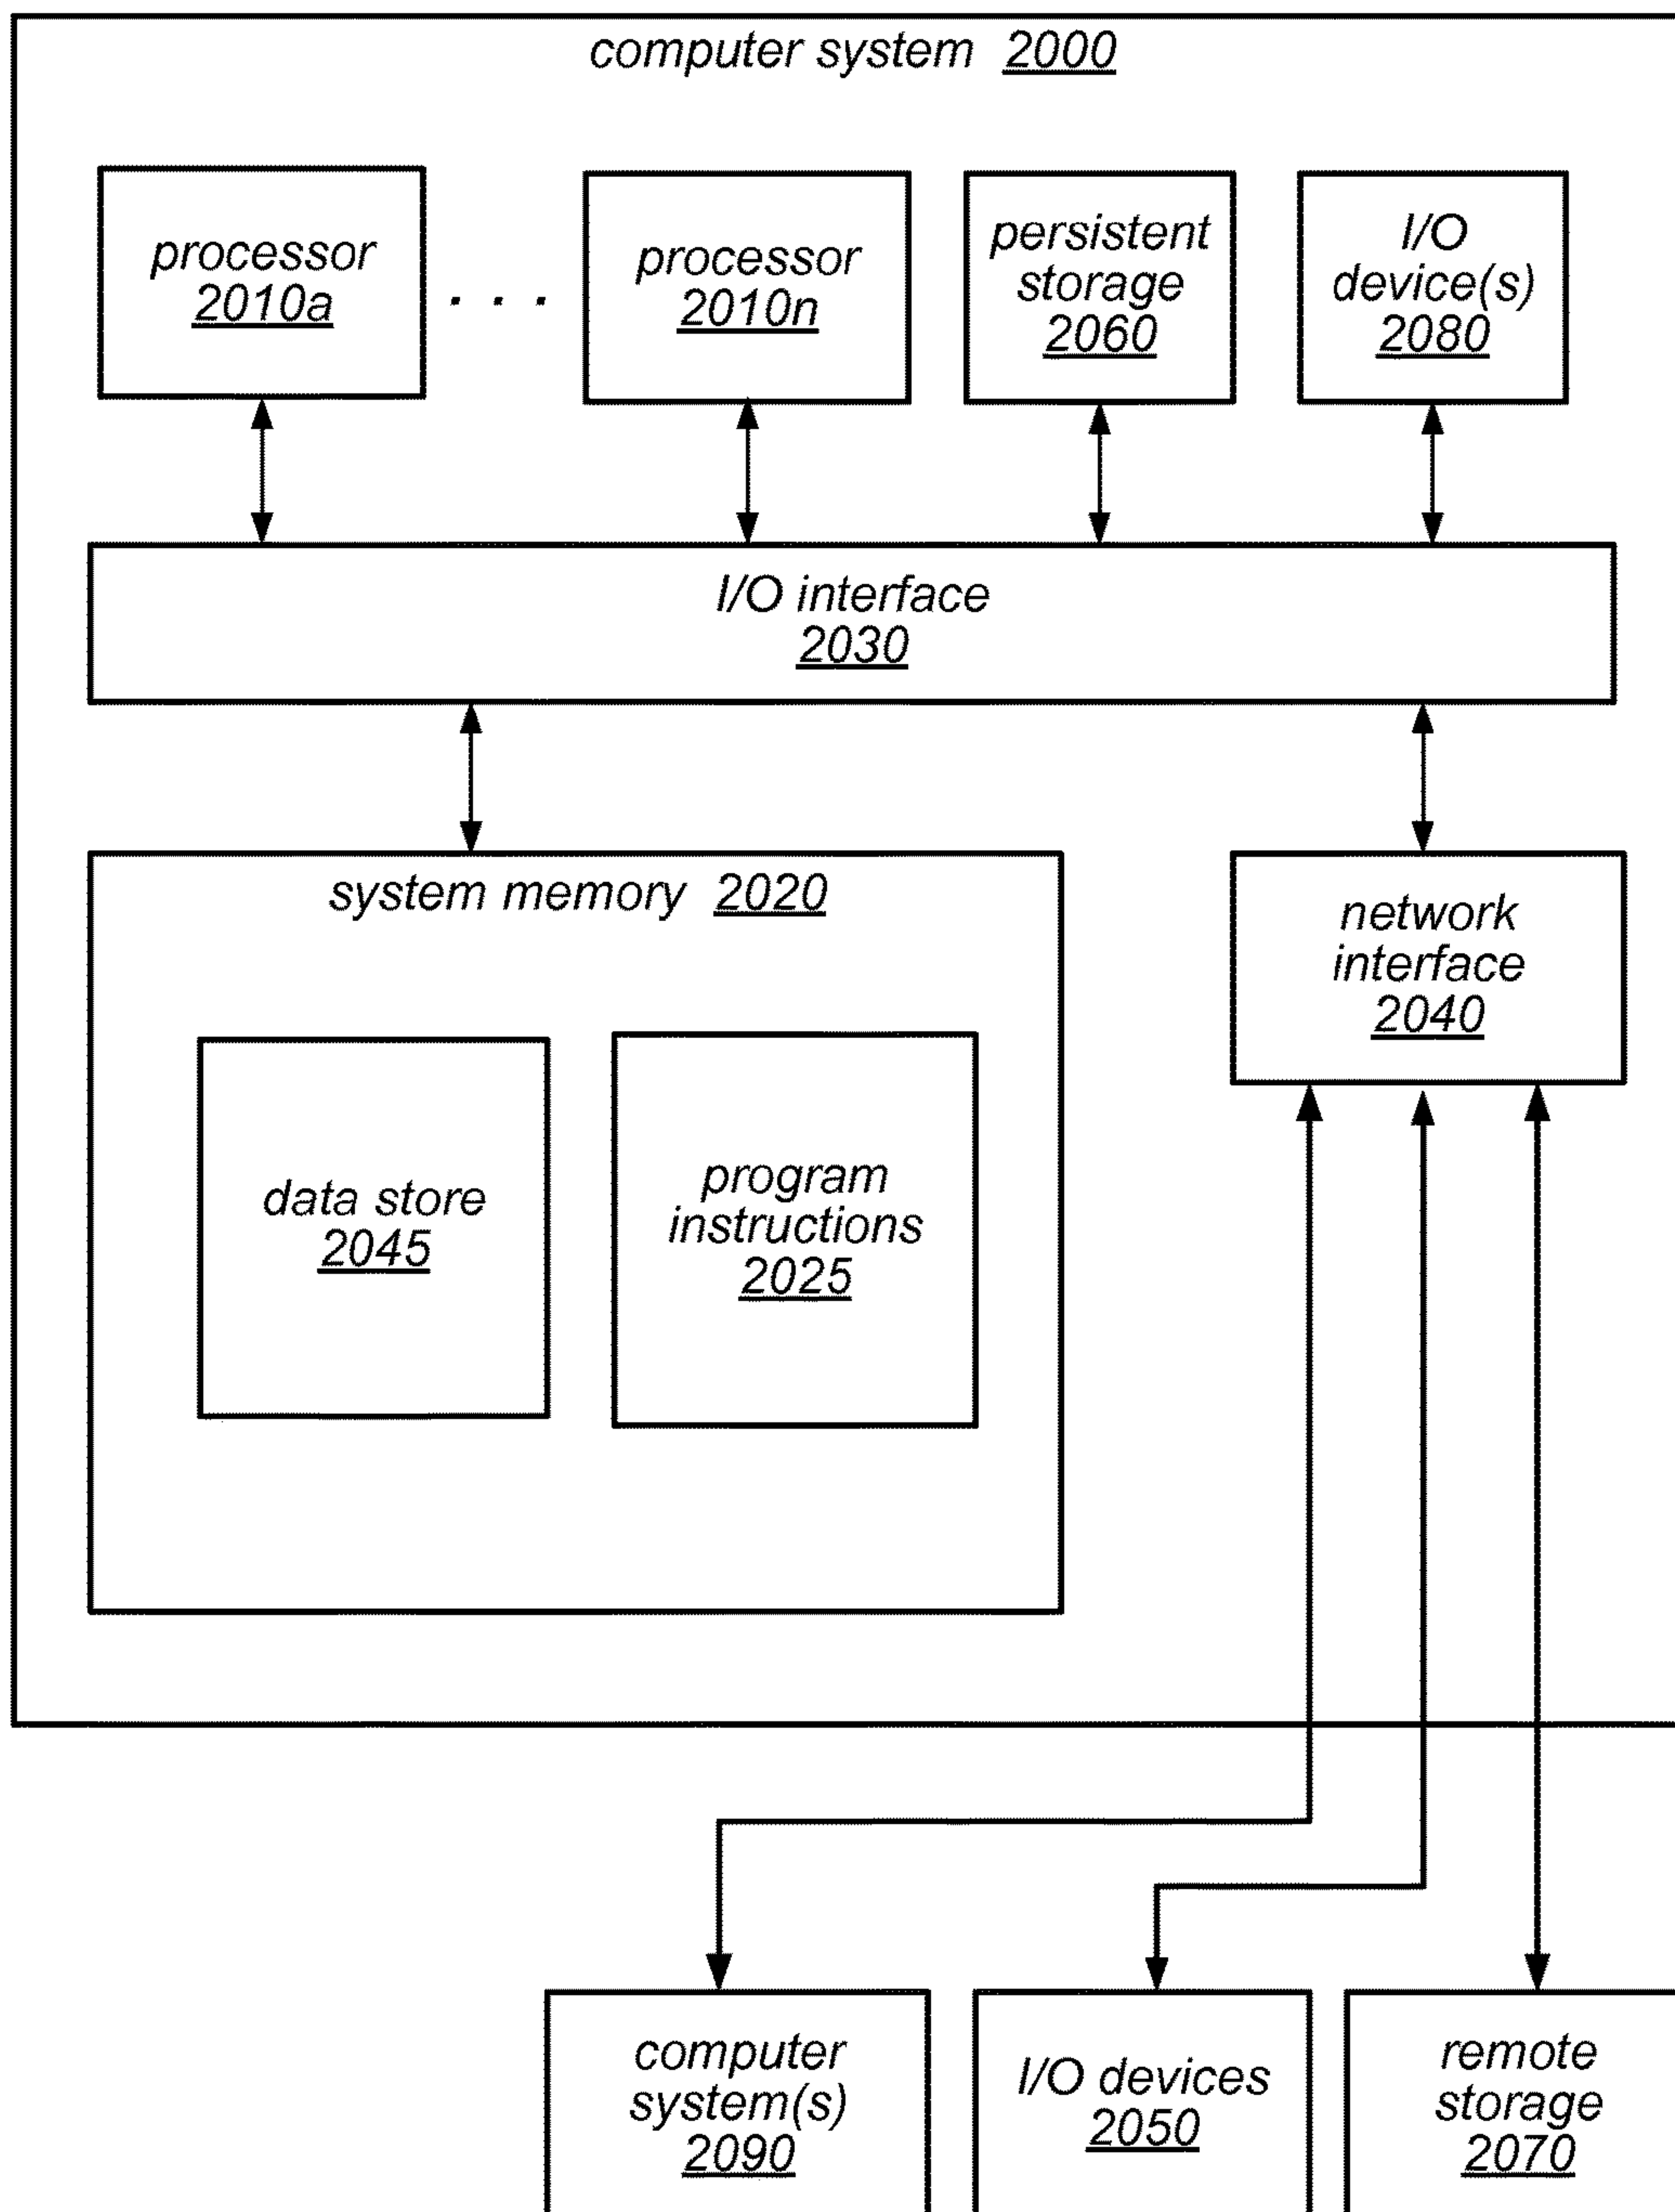 computer system 2000
processor
2010a
. . .
processor
2010n
persistent
storage
2060
I/O
device(s)
2080
I/O interface
2030
system memory 2020
network
interface
2040
data store
2045
program
instructions
2025
computer
system(s)
2090
I/O devices
2050
remote
storage
2070